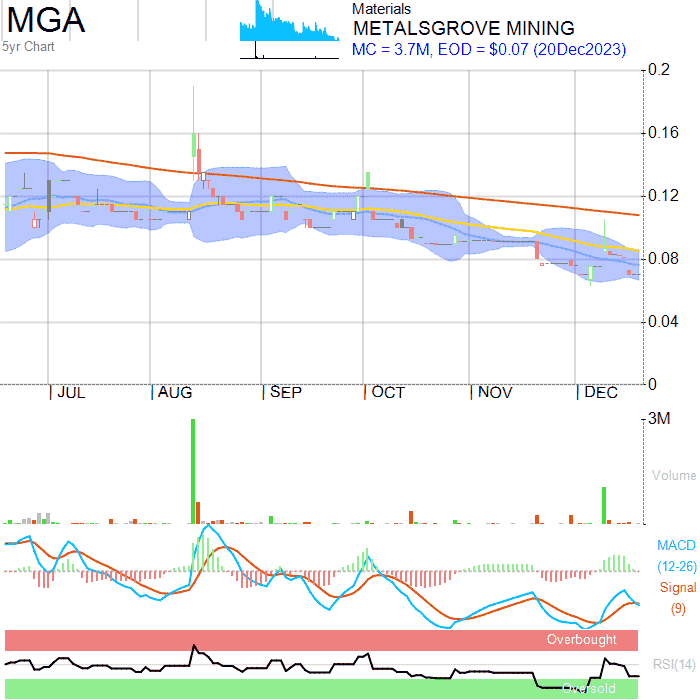 MGA
5yr Chart
Materials
METALSGROVE MINING
MC = 3.7M, EOD = $0.07 (20Dec2023)
0.2
0.16
0.12
0.08
0.04
0
JUL
AUG
SEP
OCT
NOV
DEC
3M
Volume
MACD
(12-26)
Signal
(9)
Overbought
RSI(14)
Oversold